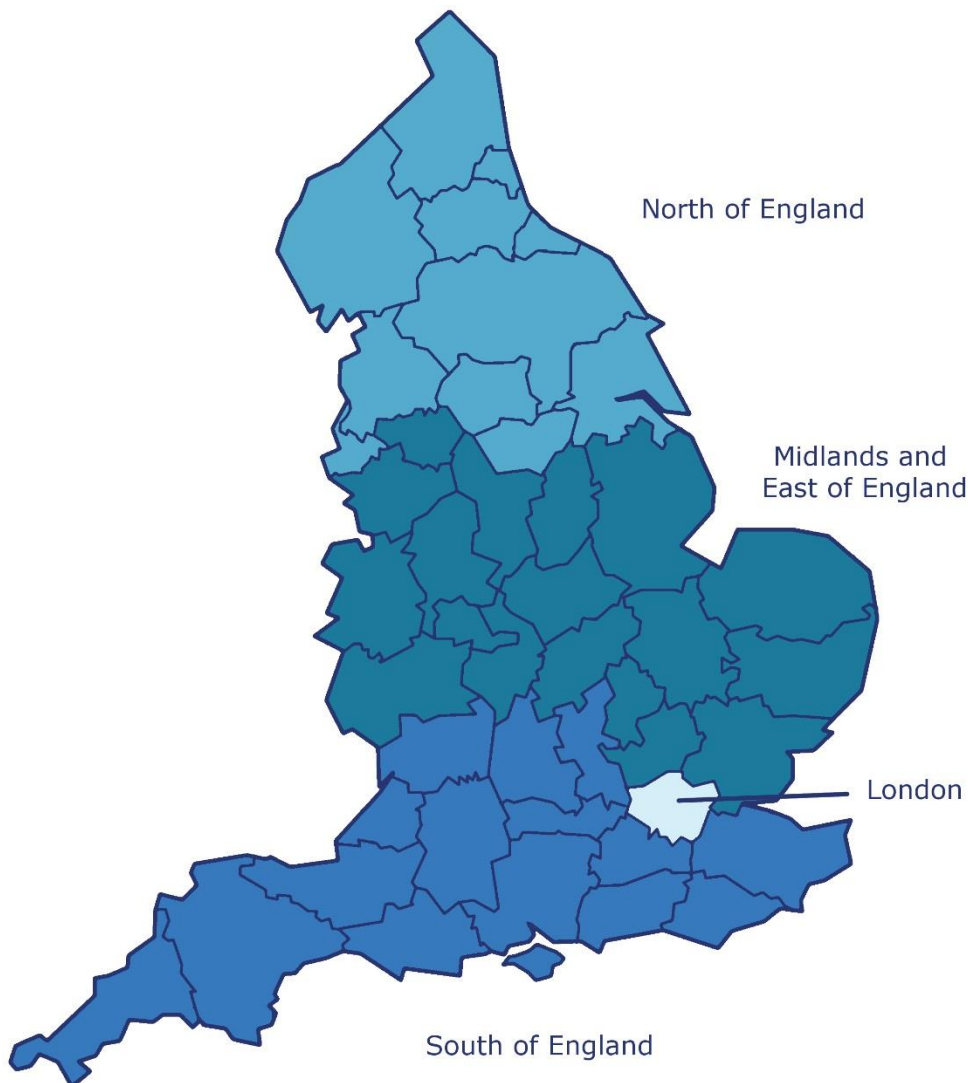 North of England
Midlands and
East of England
London
South of England